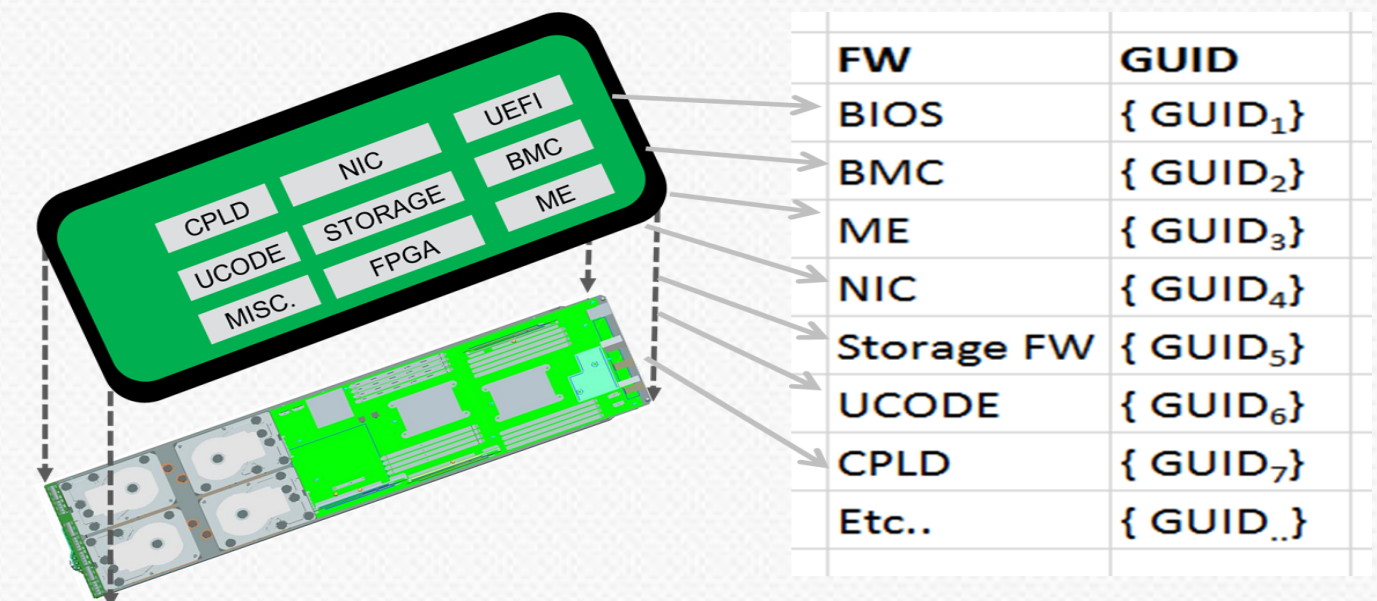 UEFI
NIC
BMC
CPLD
STORAGE
ME
UCODE
FPGA
MISC.
FW GUID
BIOS { GUID₁}
BMC { GUID₂}
ME { GUID₃}
NIC { GUID₄}
Storage FW { GUID₅}
UCODE { GUID₆}
CPLD { GUID₇}
Etc.. { GUID..}